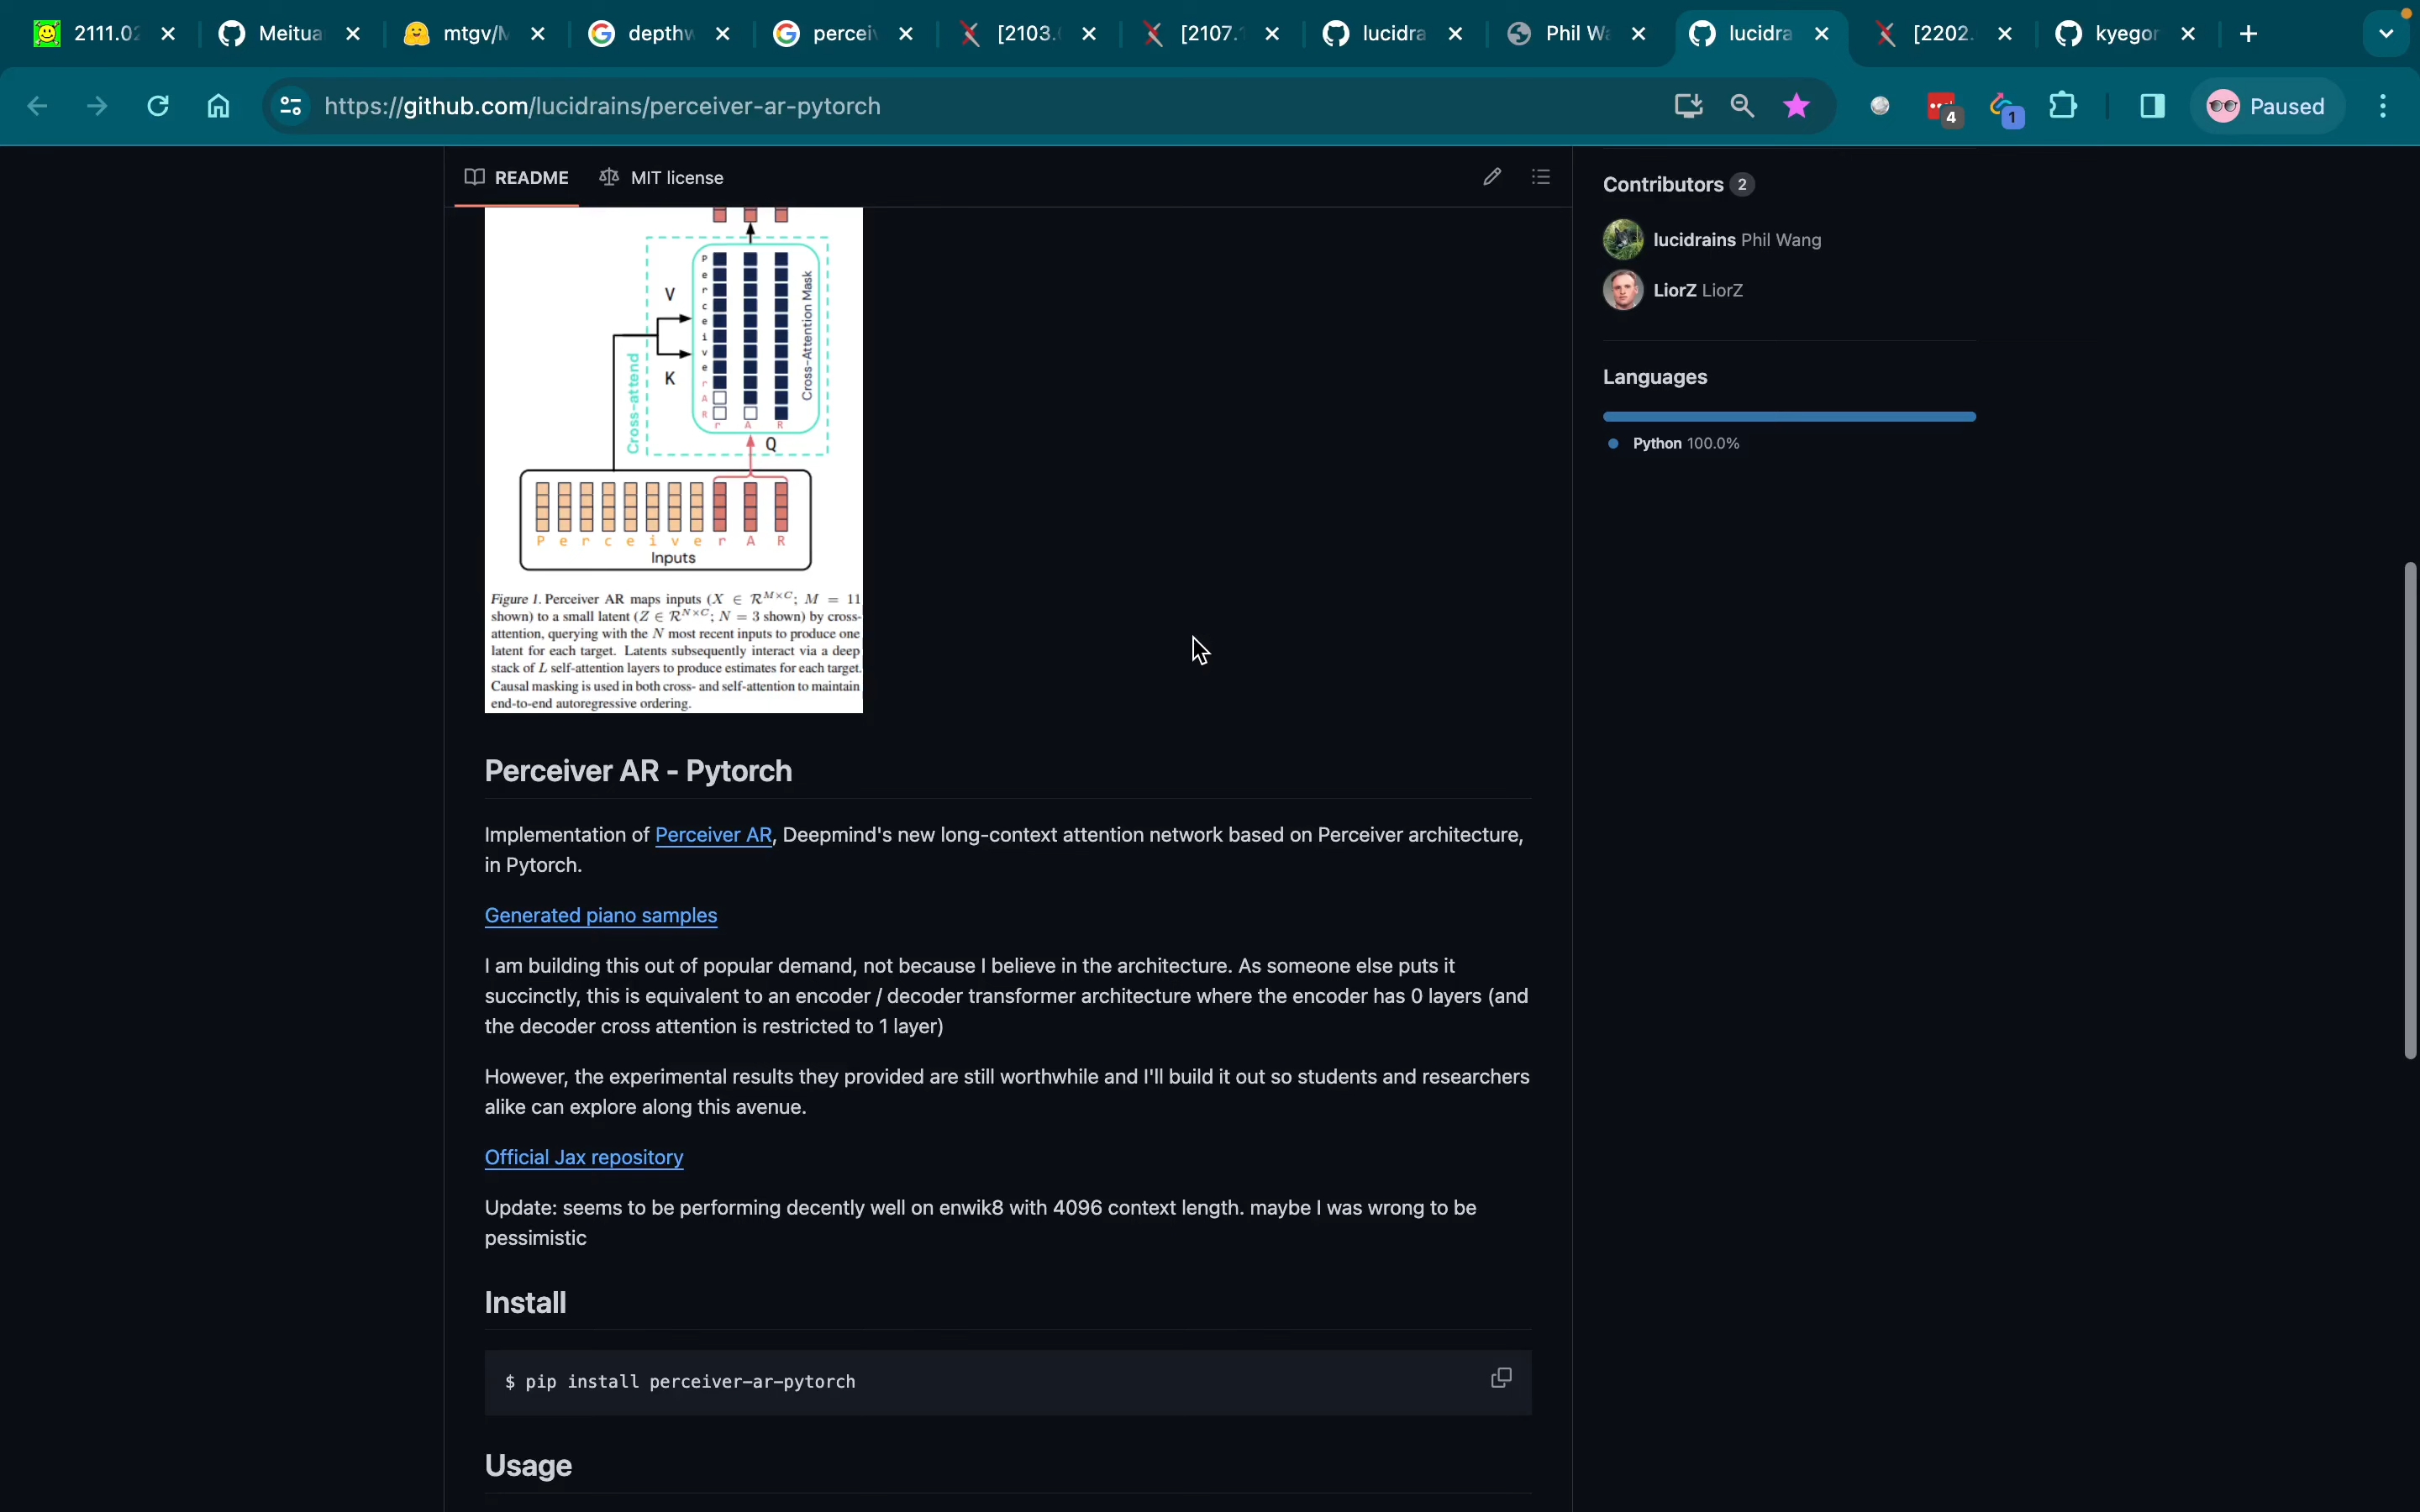 2111.02
Meitua
mtgv/M
depthw
percei
[2103.
[2107.1
lucidra
Phil Wa
lucidra
[2202.
kyegor
https://github.com/lucidrains/perceiver-ar-pytorch
4
1
Paused
README
MIT license
Contributors 2
lucidrains Phil Wang
LiorZ LiorZ
Languages
Python 100.0%
P
e
r
c
e
i
v
e
r
A
R
V
K
Cross-attend
Cross-Attention Mask
r A R
Q
P e r c e i v e r A R
Inputs
Figure 1. Perceiver AR maps inputs (X ∈ R^{M×C}; M = 11
shown) to a small latent (Z ∈ R^{N×C}; N = 3 shown) by cross-
attention, querying with the N most recent inputs to produce one
latent for each target. Latents subsequently interact via a deep
stack of L self-attention layers to produce estimates for each target.
Causal masking is used in both cross- and self-attention to maintain
end-to-end autoregressive ordering.
Perceiver AR - Pytorch
Implementation of Perceiver AR, Deepmind's new long-context attention network based on Perceiver architecture,
in Pytorch.
Generated piano samples
I am building this out of popular demand, not because I believe in the architecture. As someone else puts it
succinctly, this is equivalent to an encoder / decoder transformer architecture where the encoder has 0 layers (and
the decoder cross attention is restricted to 1 layer)
However, the experimental results they provided are still worthwhile and I'll build it out so students and researchers
alike can explore along this avenue.
Official Jax repository
Update: seems to be performing decently well on enwik8 with 4096 context length. maybe I was wrong to be
pessimistic
Install
$ pip install perceiver-ar-pytorch
Usage